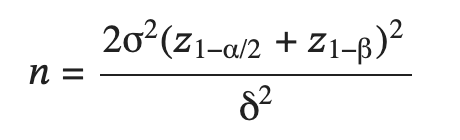 n = 2σ²(z₁₋α/₂ + z₁₋β)² / δ²